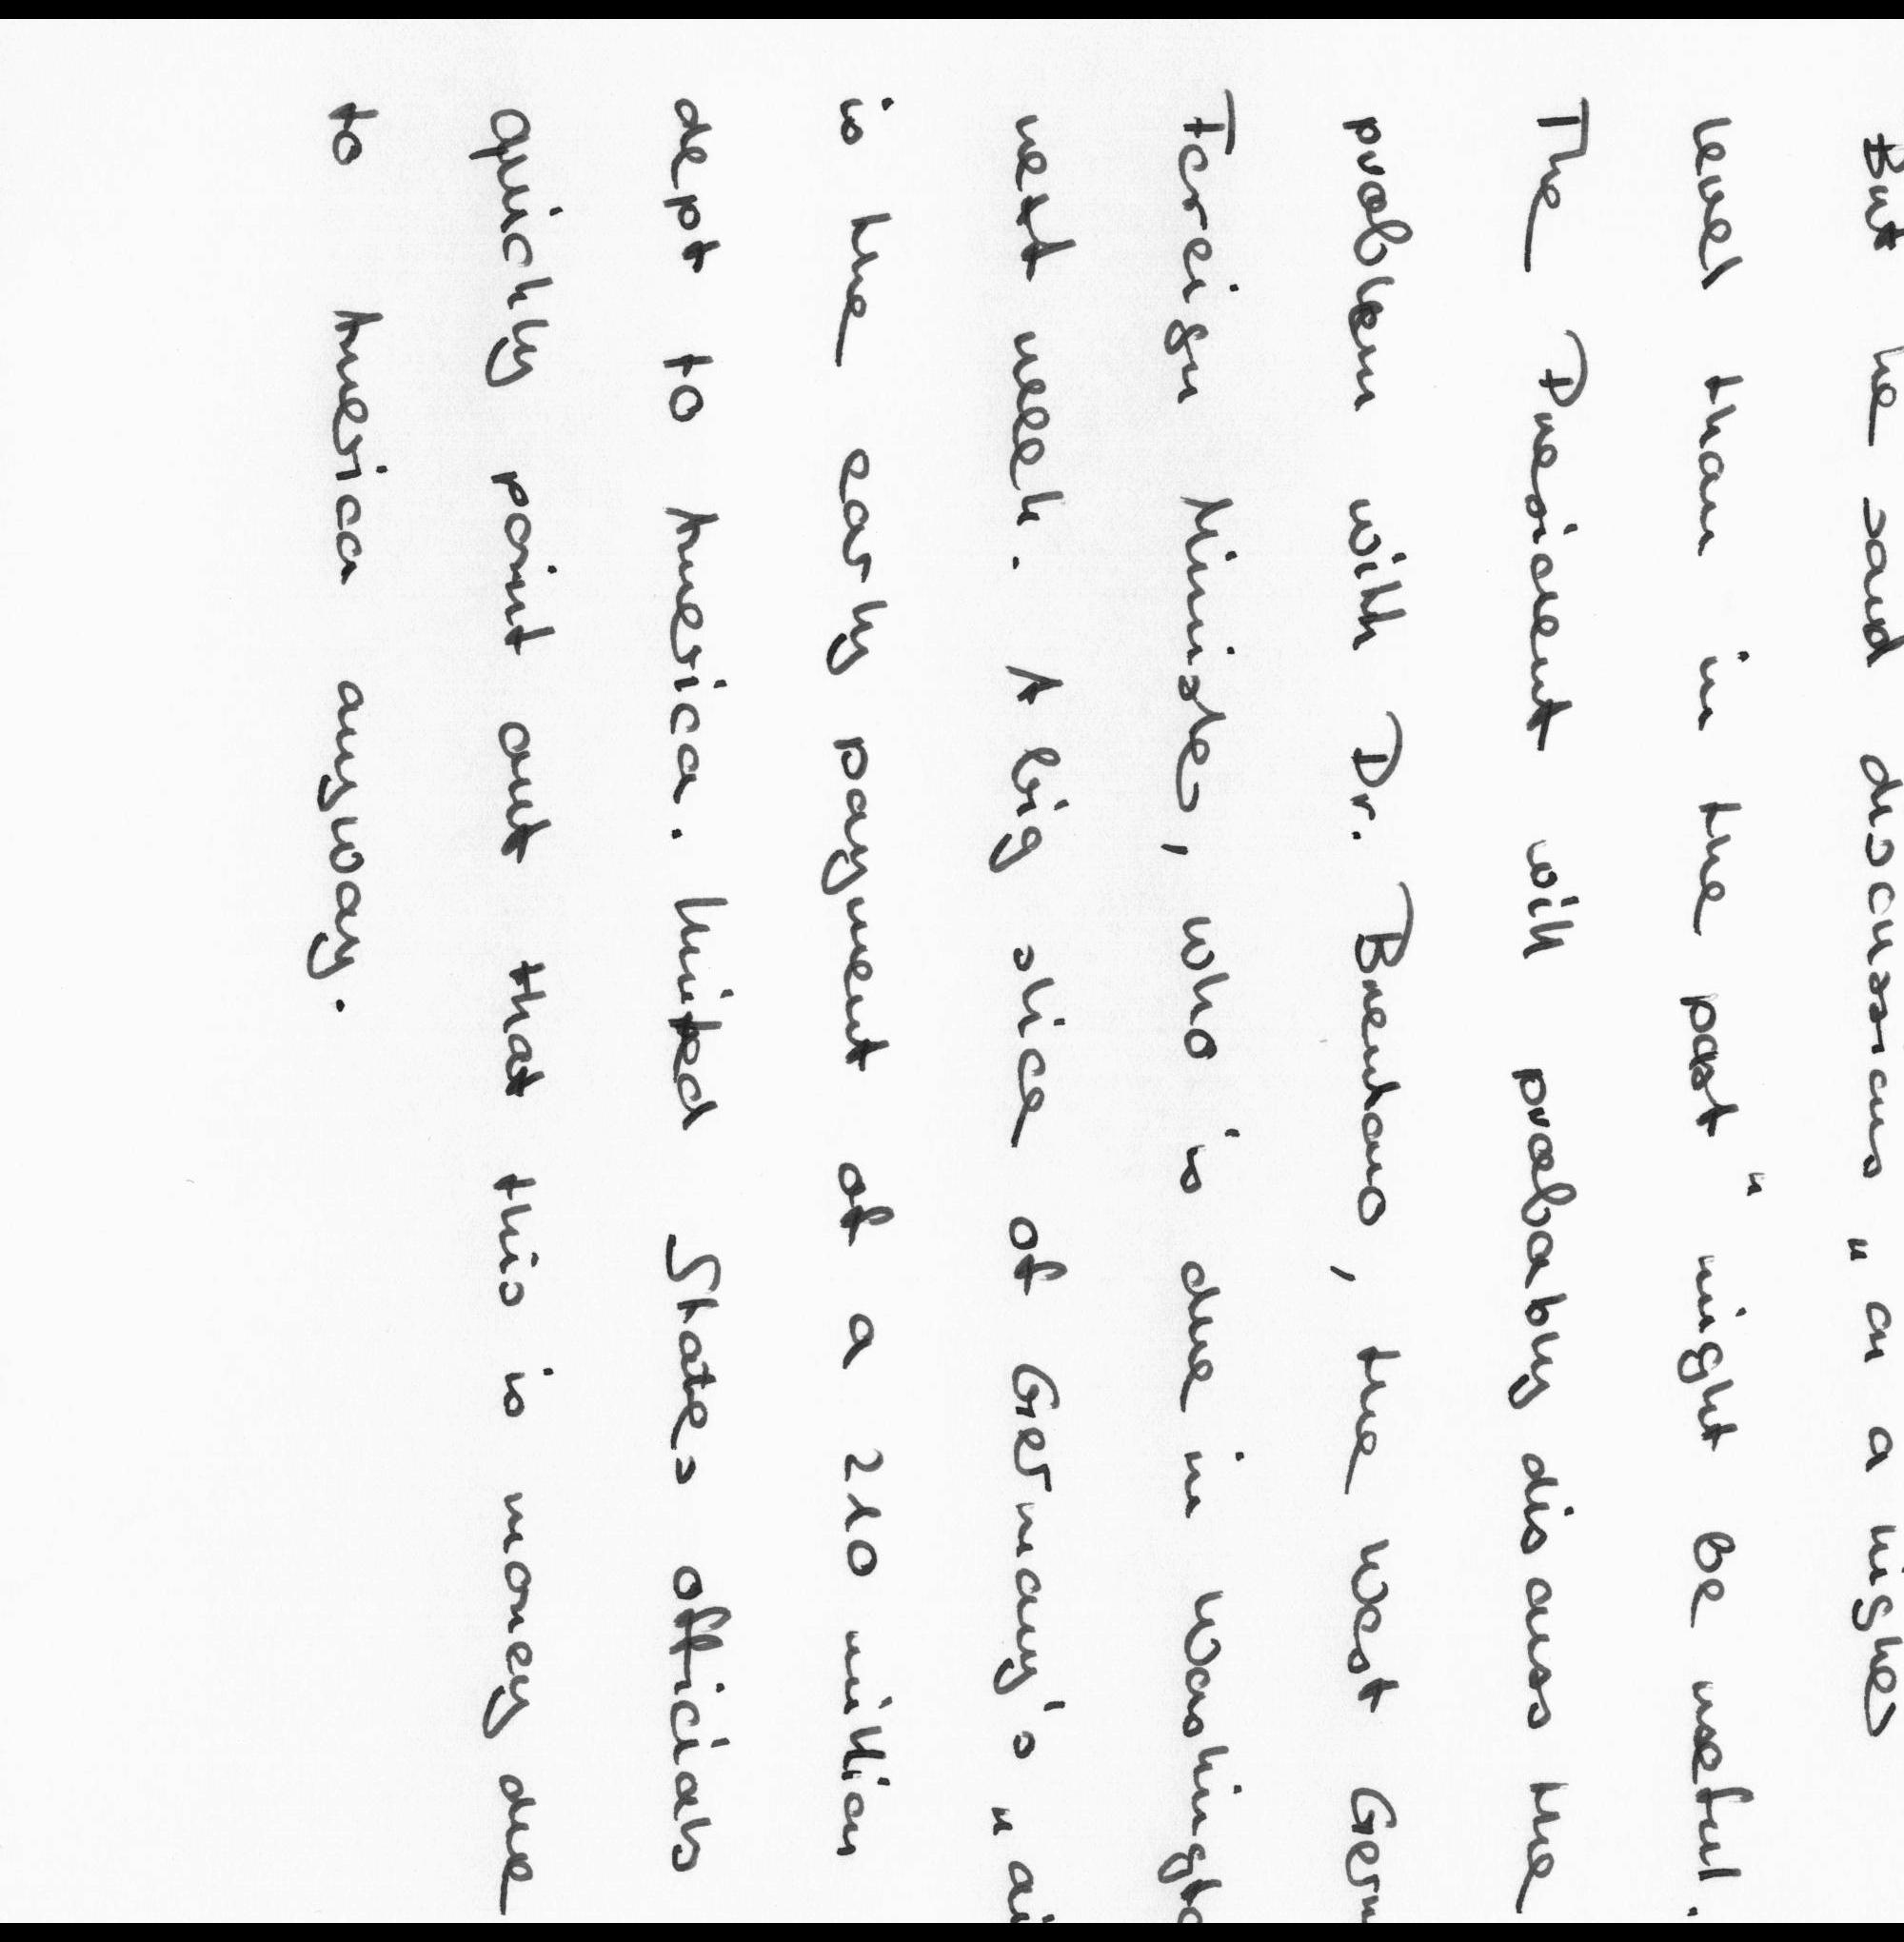 But he said discussions "on a higher
level than in the past" might be useful.
The President will probably discuss the
problem with Dr. Brentano, the West Germ
Foreign Minister, who is due in Washingto
next week. A big slice of Germany's "ai
is the early payment of a 210 million
dept to America. United States officials
quickly point out that this is money due
to America anyway.